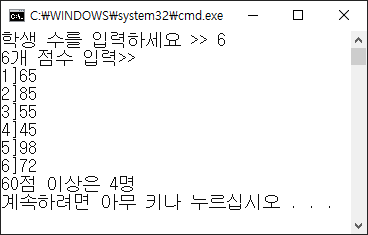 C:₩WINDOWS₩system32₩cmd.exe
학생 수를 입력하세요 >> 6
6개 점수 입력>>
1]65
2]85
3]55
4]45
5]98
6]72
60점 이상은 4명
계속하려면 아무 키나 누르십시오 . . .